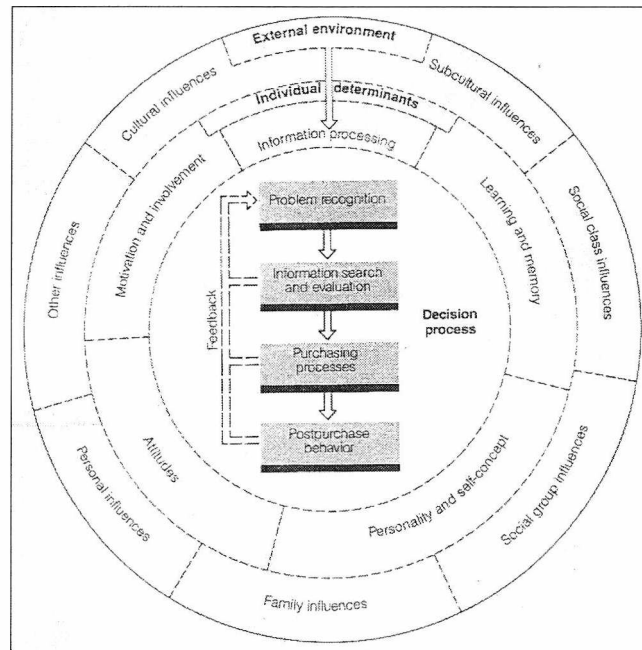 External environment
Cultural influences
Subcultural influences
Individual determinants
Information processing
Motivation and involvement
Learning and memory
Other influences
Social class influences
Problem recognition
Information search
and evaluation
Feedback
Decision
process
Purchasing
processes
Postpurchase
behavior
Attitudes
Personality and self-concept
Personal influences
Social group influences
Family influences